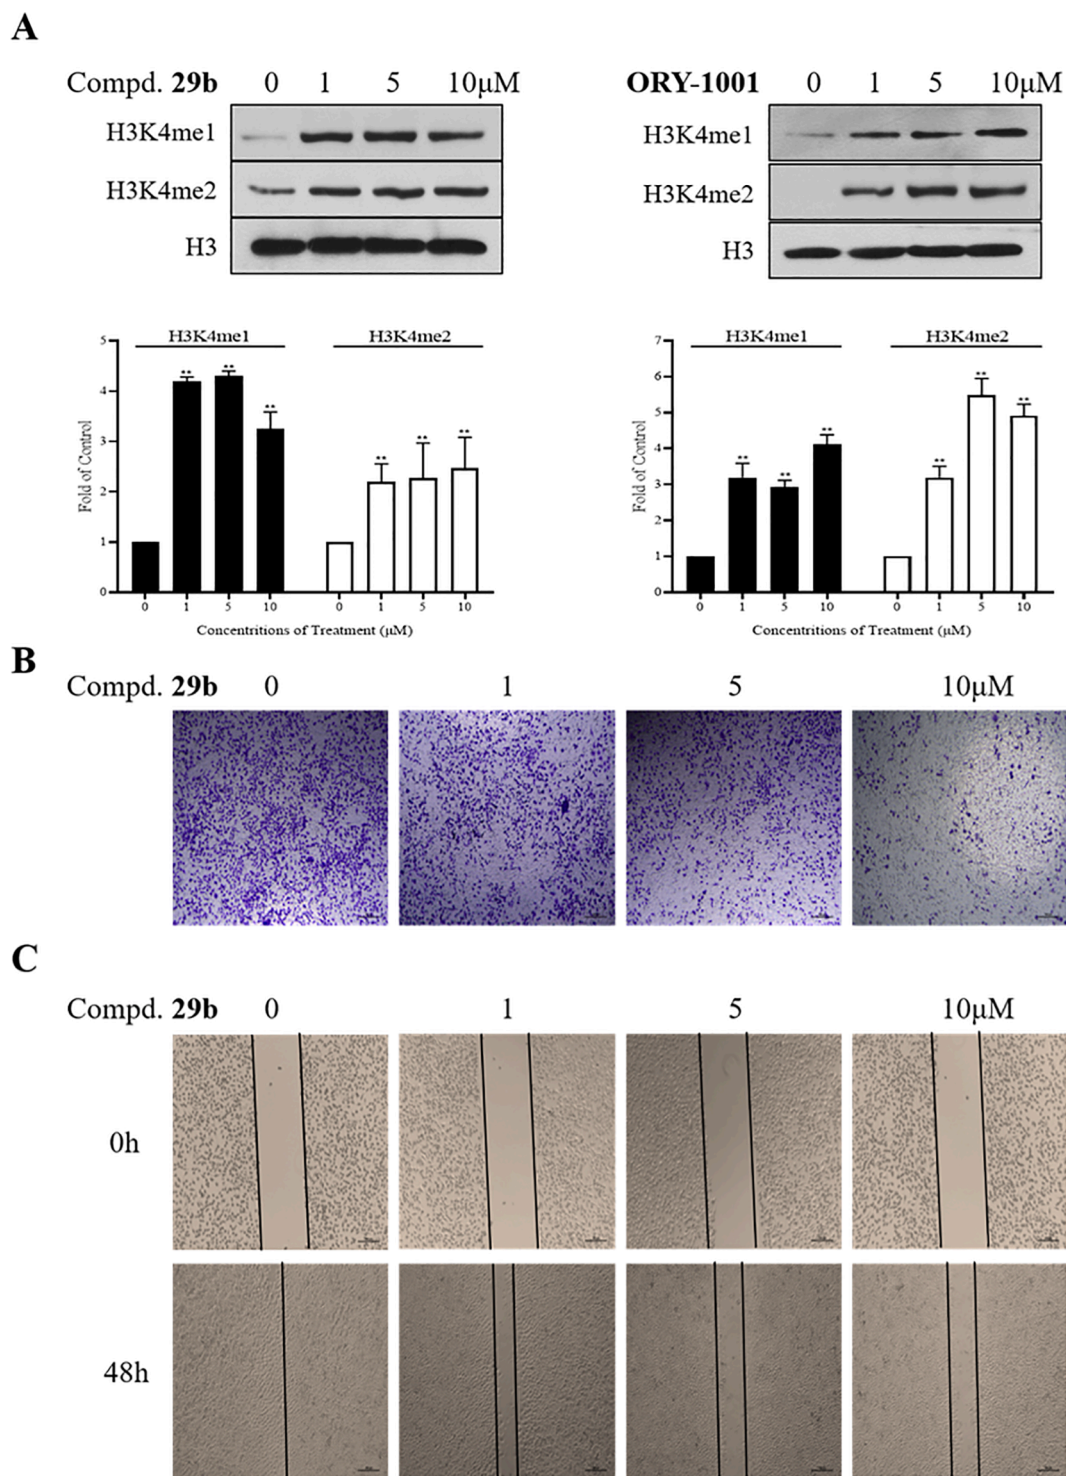 A
Compd. 29b 0 1 5 10μM
H3K4me1
H3K4me2
H3
ORY-1001 0 1 5 10μM
H3K4me1
H3K4me2
H3
H3K4me1 H3K4me2
5
4
3
2
1
0
Fold of Control
** ** ** ** ** **
0 1 5 10 0 1 5 10
Concentritions of Treatment (μM)
H3K4me1 H3K4me2
7
6
5
4
3
2
1
0
Fold of Control
** ** ** ** ** **
0 1 5 10 0 1 5 10
Concentritions of Treatment (μM)
B
Compd. 29b 0 1 5 10μM
C
Compd. 29b 0 1 5 10μM
0h
48h